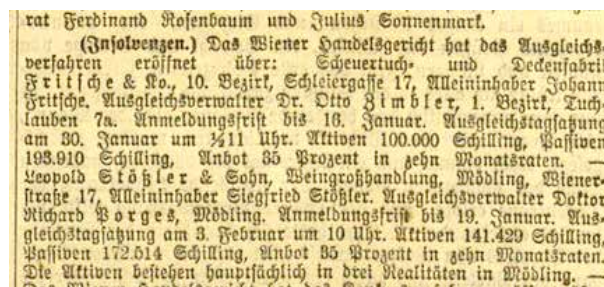 rat Ferdinand Rosenbaum und Julius Sonnenmark.
(Insolvenzen.) Das Wiener Handelsgericht hat das Ausgleichs-
verfahren eröffnet über: Scheuertuch- und Deckenfabrik
Fritsche & Ko., 10. Bezirk, Schleiergasse 17, Alleininhaber Johann
Fritsche. Ausgleichsverwalter Dr. Otto Zimbler, 1. Bezirk, Tuch-
lauben 7a. Anmeldungsfrist bis 16. Januar. Ausgleichstagsatzung
am 30. Januar um ½11 Uhr. Aktiven 100.000 Schilling, Passiven
193.910 Schilling, Anbot 35 Prozent in zehn Monatsraten. —
Leopold Stößler & Sohn, Weingroßhandlung, Mödling, Wiener-
straße 17, Alleininhaber Siegfried Stößler. Ausgleichsverwalter Doktor
Richard Porges, Mödling. Anmeldungsfrist bis 19. Januar. Aus-
gleichstagsatzung am 3. Februar um 10 Uhr. Aktiven 141.429 Schilling,
Passiven 172.514 Schilling, Anbot 35 Prozent in zehn Monatsraten.
Die Aktiven bestehen hauptsächlich in drei Realitäten in Mödling. —